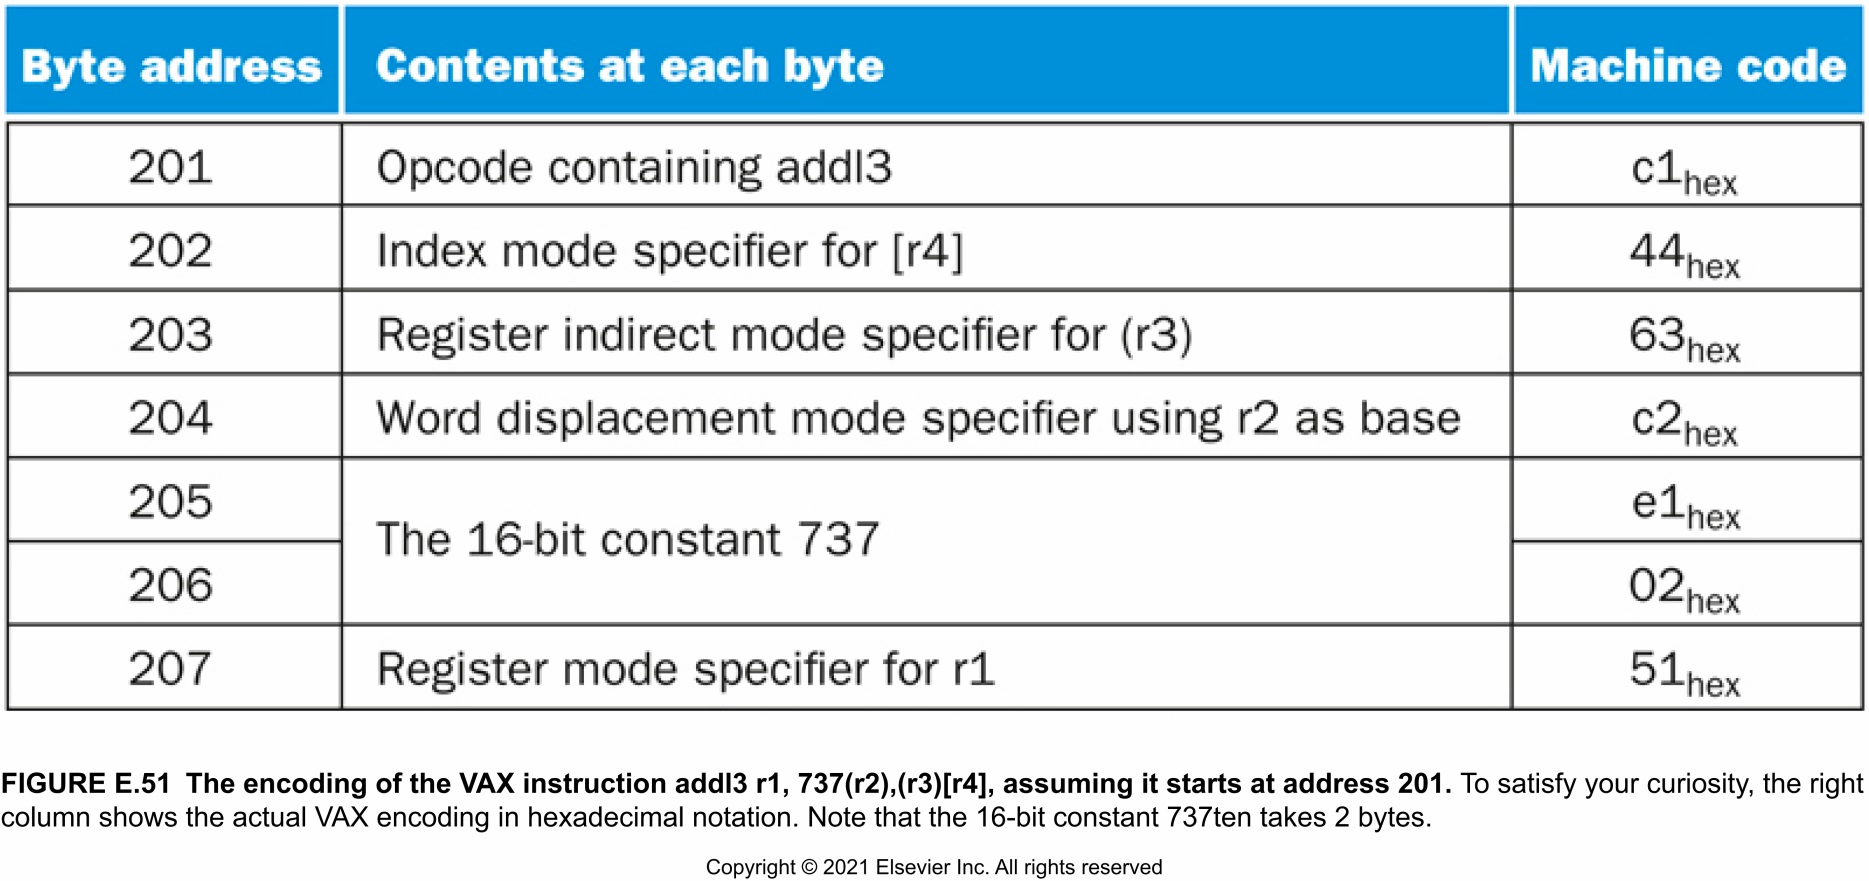 Byte address Contents at each byte Machine code
201 Opcode containing addl3 c1hex
202 Index mode specifier for [r4] 44hex
203 Register indirect mode specifier for (r3) 63hex
204 Word displacement mode specifier using r2 as base c2hex
205 e1hex
The 16-bit constant 737
206 02hex
207 Register mode specifier for r1 51hex
FIGURE E.51 The encoding of the VAX instruction addl3 r1, 737(r2),(r3)[r4], assuming it starts at address 201. To satisfy your curiosity, the right
column shows the actual VAX encoding in hexadecimal notation. Note that the 16-bit constant 737ten takes 2 bytes.
Copyright © 2021 Elsevier Inc. All rights reserved